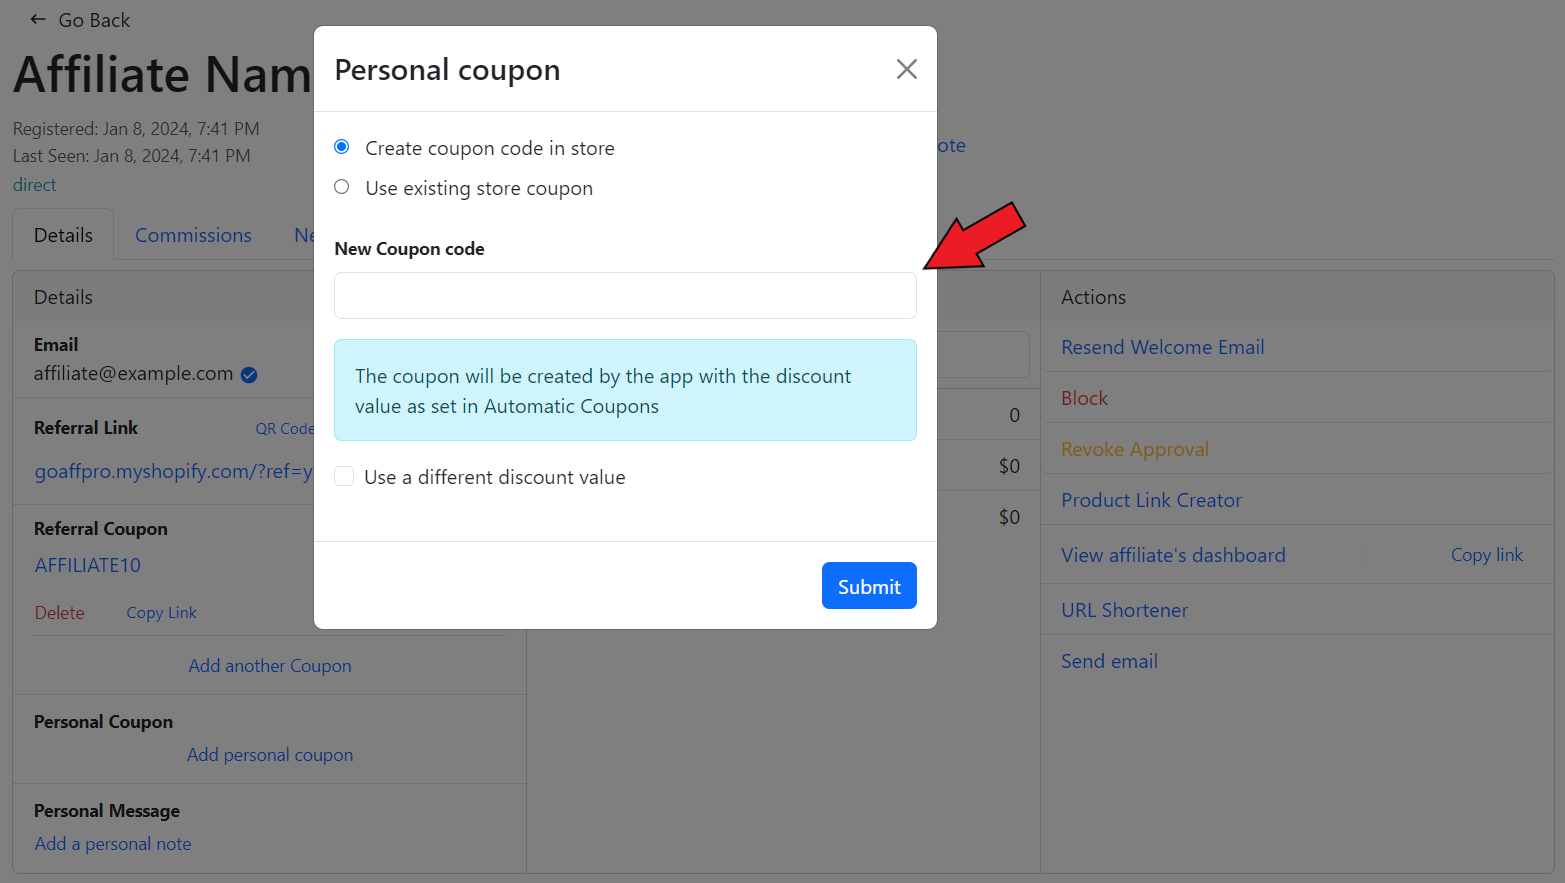 Go Back
Affiliate Nam
Registered: Jan 8, 2024, 7:41 PM
Last Seen: Jan 8, 2024, 7:41 PM
direct
Details
Commissions
Ne
ote
Personal coupon
Create coupon code in store
Use existing store coupon
New Coupon code
The coupon will be created by the app with the discount
value as set in Automatic Coupons
Use a different discount value
Submit
Details
Email
affiliate@example.com
Referral Link
QR Code
goaffpro.myshopify.com/?ref=y
Referral Coupon
AFFILIATE10
Delete
Copy Link
Add another Coupon
Personal Coupon
Add personal coupon
Personal Message
Add a personal note
0
$0
$0
Actions
Resend Welcome Email
Block
Revoke Approval
Product Link Creator
View affiliate's dashboard
Copy link
URL Shortener
Send email